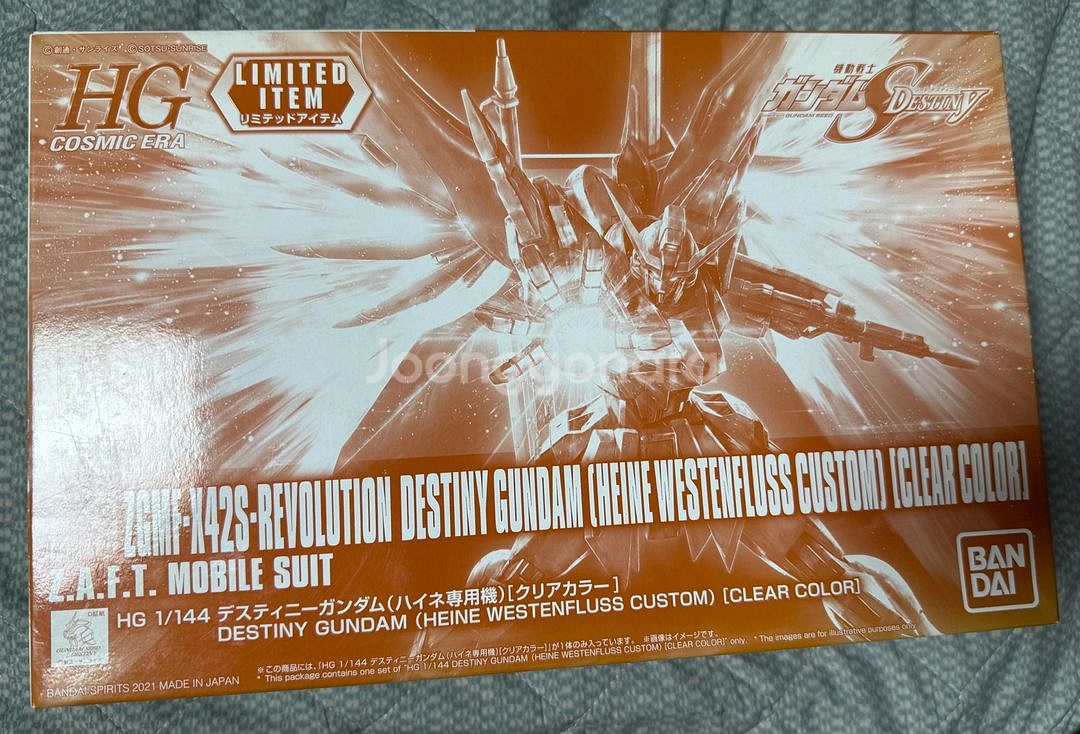 ©創通・サンライズ ©SOTSU・SUNRISE
HG
COSMIC ERA
LIMITED
ITEM
リミテッドアイテム
機動戦士
ガンダムSEED DESTINY
GUNDAM SEED
Joonggonara
ZGMF-X42S-REVOLUTION DESTINY GUNDAM (HEINE WESTENFLUSS CUSTOM) [CLEAR COLOR]
Z.A.F.T. MOBILE SUIT
HG 1/144 デスティニーガンダム(ハイネ専用機)[クリアカラー]
DESTINY GUNDAM (HEINE WESTENFLUSS CUSTOM) [CLEAR COLOR]
BAN
DAI
GUNDAM SEED
DESTINY
※この商品には、「HG 1/144 デスティニーガンダム(ハイネ専用機)[クリアカラー]」が1体のみ入っています。 ※画像はイメージです。
* This package contains one set of "HG 1/144 DESTINY GUNDAM (HEINE WESTENFLUSS CUSTOM) [CLEAR COLOR]" only. * The images are for illustrative purposes only.
BANDAI SPIRITS 2021 MADE IN JAPAN